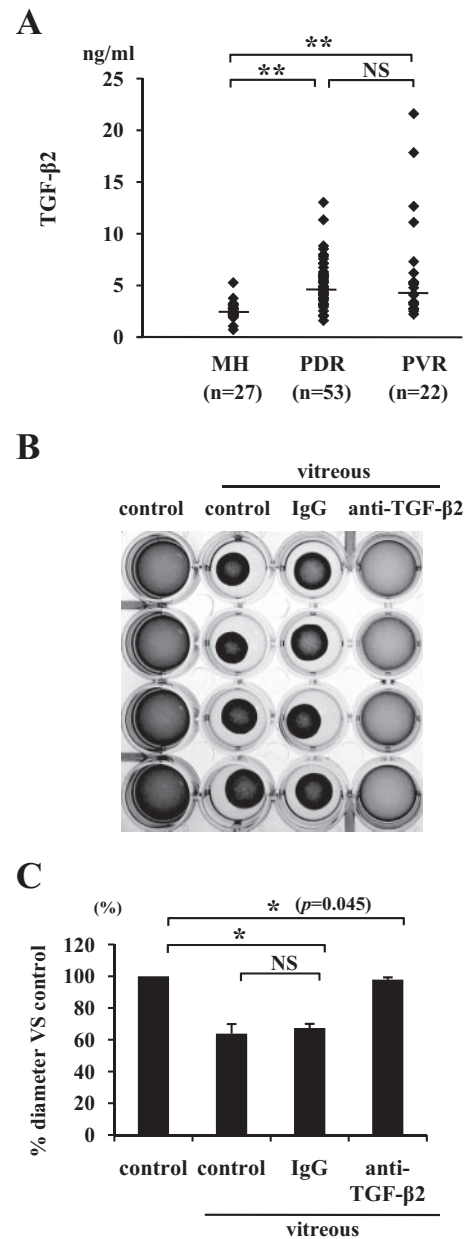 A
ng/ml
**
**
NS
25
20
15
10
5
0
TGF-β2
MH
PDR
PVR
(n=27)
(n=53)
(n=22)
B
vitreous
control
control
IgG
anti-TGF-β2
C
(%)
* (p=0.045)
*
NS
120
100
80
60
40
20
0
% diameter VS control
control
control
IgG
anti-
TGF-β2
vitreous